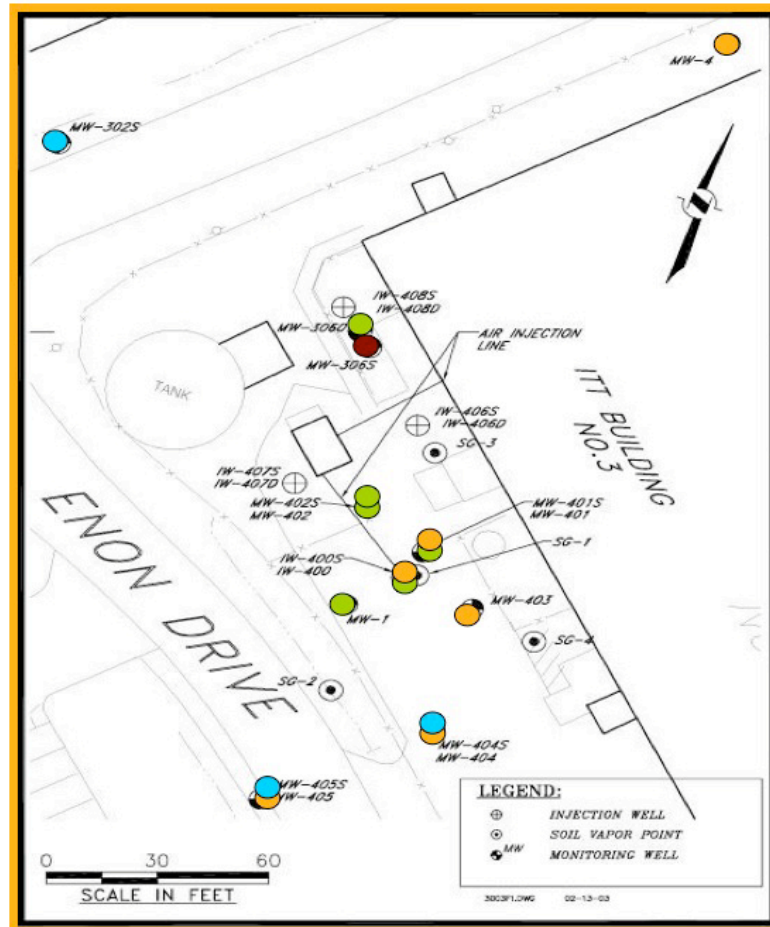 MW-4
MW-302S
IW-408S
IW-408D
MW-306D
MW-306S
AIR INJECTION
LINE
TANK
ITT BUILDING
NO.3
IW-406S
IW-406D
SG-3
IW-407S
IW-407D
MW-402S
MW-402
MW-401S
MW-401
SG-1
IW-400S
IW-400
MW-403
MW-1
ENON DRIVE
SG-4
SG-2
MW-404S
MW-404
MW-405S
MW-405
LEGEND:
INJECTION WELL
SOIL VAPOR POINT
MW MONITORING WELL
0 30 60
SCALE IN FEET
3003F1.DWG 02-13-03